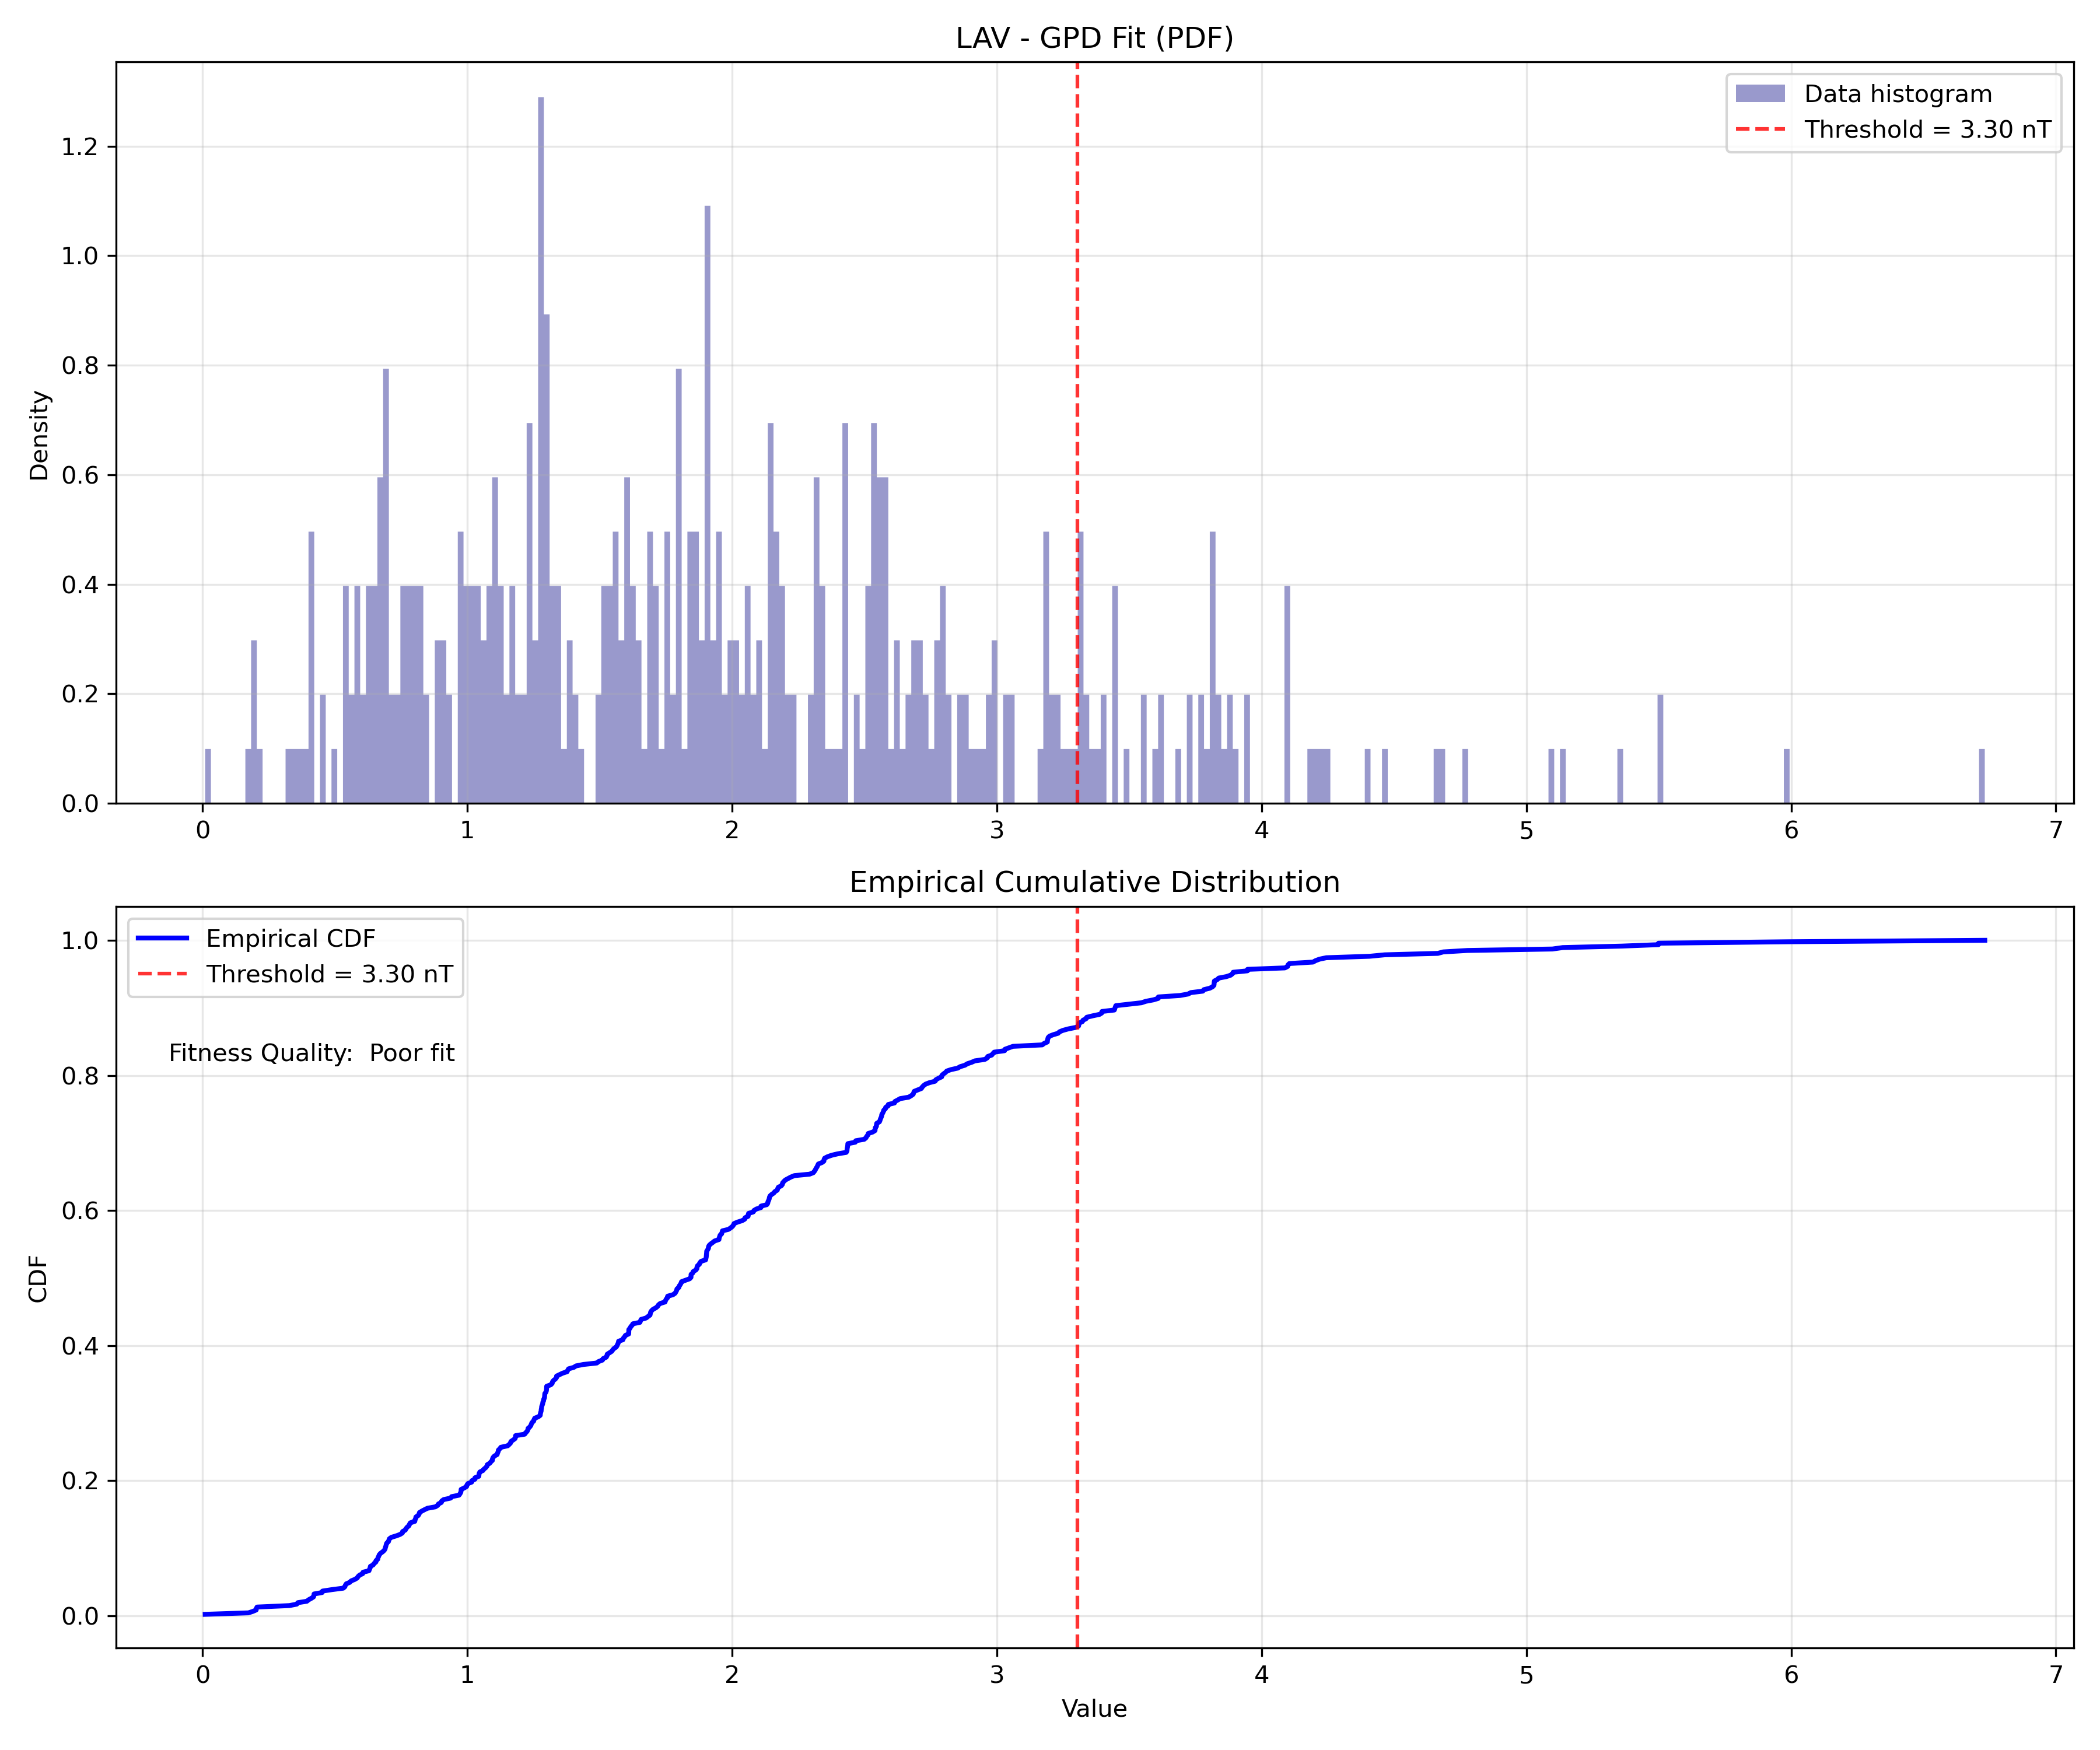 LAV - GPD Fit (PDF)
Data histogram
Threshold = 3.30 nT
Density
1.2
1.0
0.8
0.6
0.4
0.2
0.0
0 1 2 3 4 5 6 7
Empirical Cumulative Distribution
Empirical CDF
Threshold = 3.30 nT
Fitness Quality:  Poor fit
CDF
1.0
0.8
0.6
0.4
0.2
0.0
0 1 2 3 4 5 6 7
Value